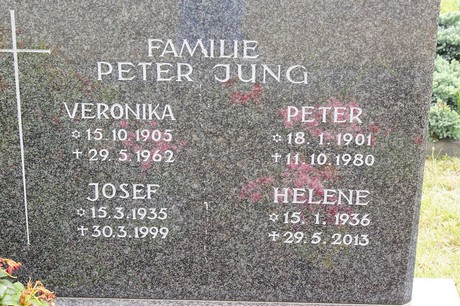 FAMILIE
PETER JUNG
VERONIKA
✡ 15.10.1905
✝ 29.5.1962
PETER
✡ 18.1.1901
✝ 11.10.1980
JOSEF
✡ 15.3.1935
✝ 30.3.1999
HELENE
✡ 15.1.1936
✝ 29.5.2013